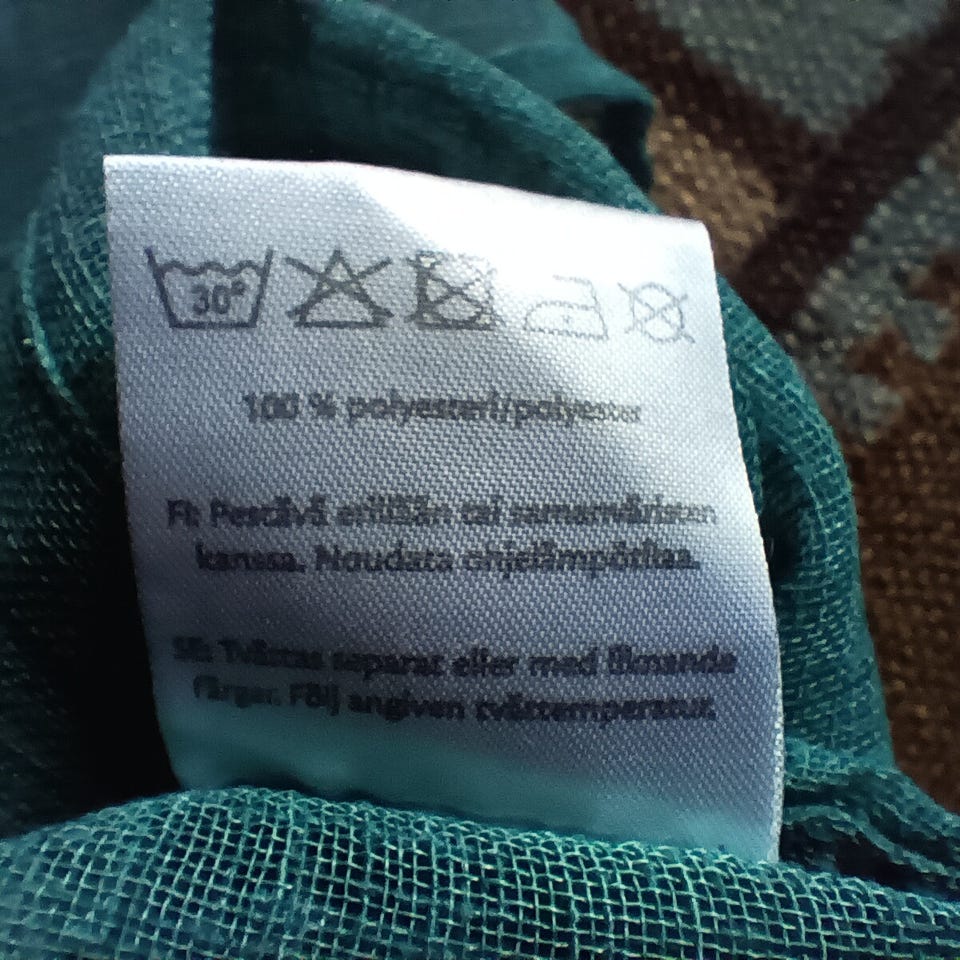 30°
100 % polyesteri/polyester
FI: Pestävä erillään tai samanväristen
kanssa. Noudata ohjelämpötilaa.
SE: Tvättas separat eller med liknande
färger. Följ angiven tvättemperatur.